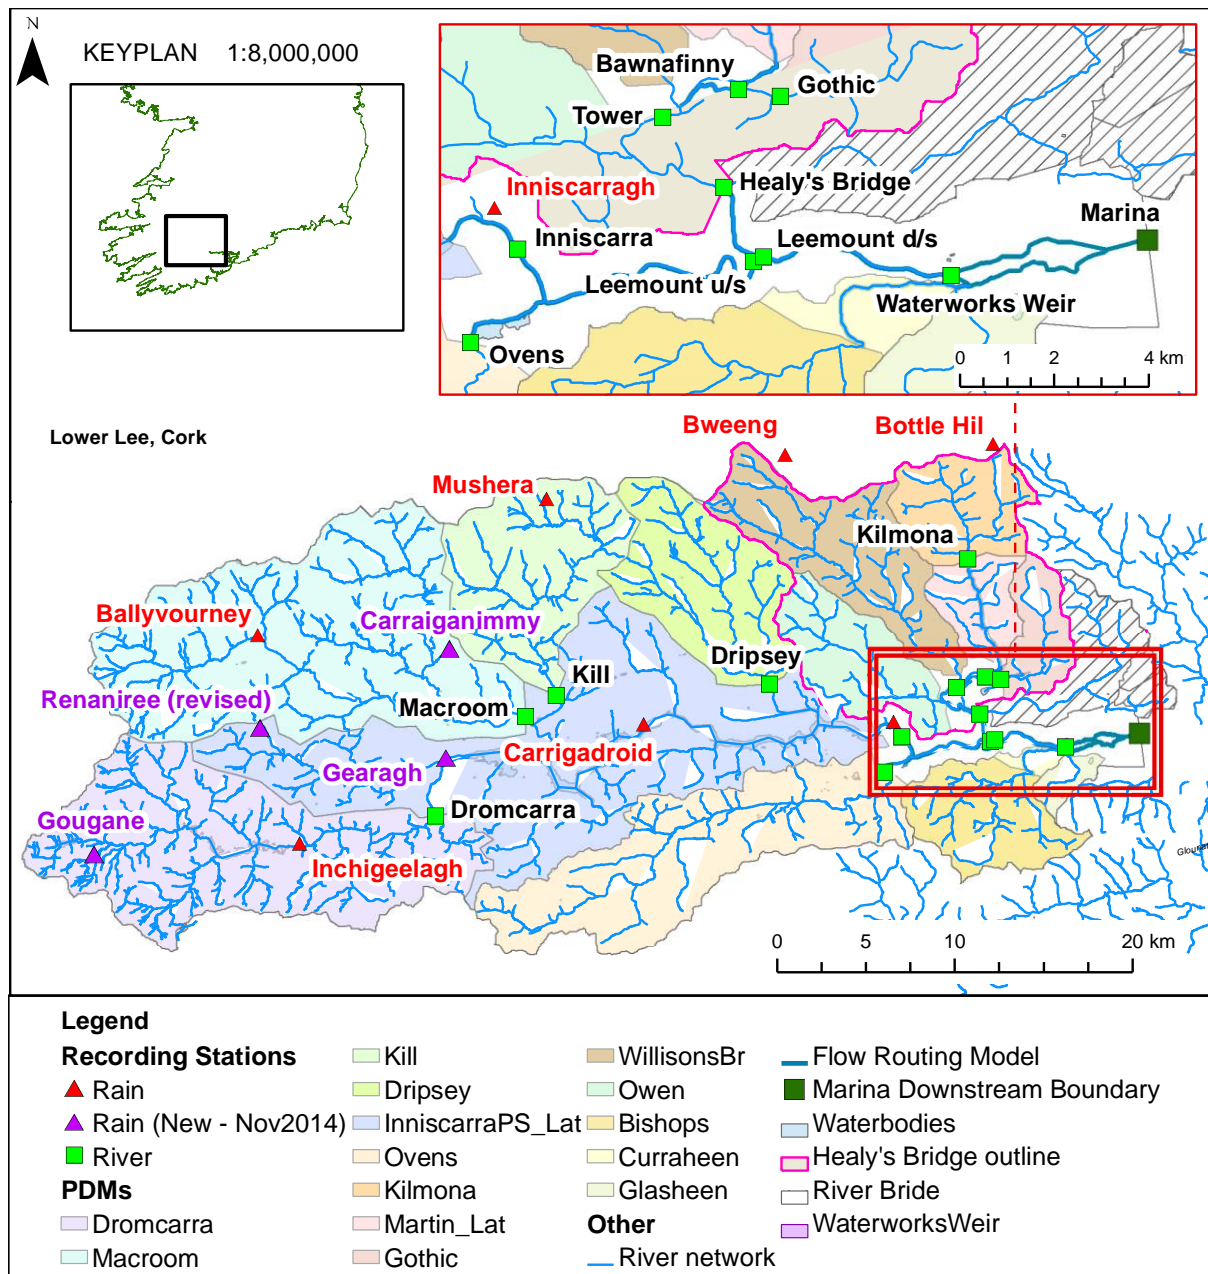 N
KEYPLAN 1:8,000,000
Bawnafinny
Gothic
Tower
Healy's Bridge
Inniscarragh
Marina
Inniscarra
Leemount d/s
Leemount u/s
Waterworks Weir
Ovens
0 1 2 4 km
Lower Lee, Cork
Bweeng
Bottle Hil
Mushera
Kilmona
Ballyvourney
Carraiganimmy
Dripsey
Kill
Renaniree (revised)
Macroom
Carrigadroid
Gearagh
Dromcarra
Gougane
Inchigeelagh
0 5 10 20 km
Legend
Recording Stations
Rain
Rain (New - Nov2014)
River
PDMs
Dromcarra
Macroom
Kill
Dripsey
InniscarraPS_Lat
Ovens
Kilmona
Martin_Lat
Gothic
WillisonsBr
Owen
Bishops
Curraheen
Glasheen
Other
River network
Flow Routing Model
Marina Downstream Boundary
Waterbodies
Healy's Bridge outline
River Bride
WaterworksWeir